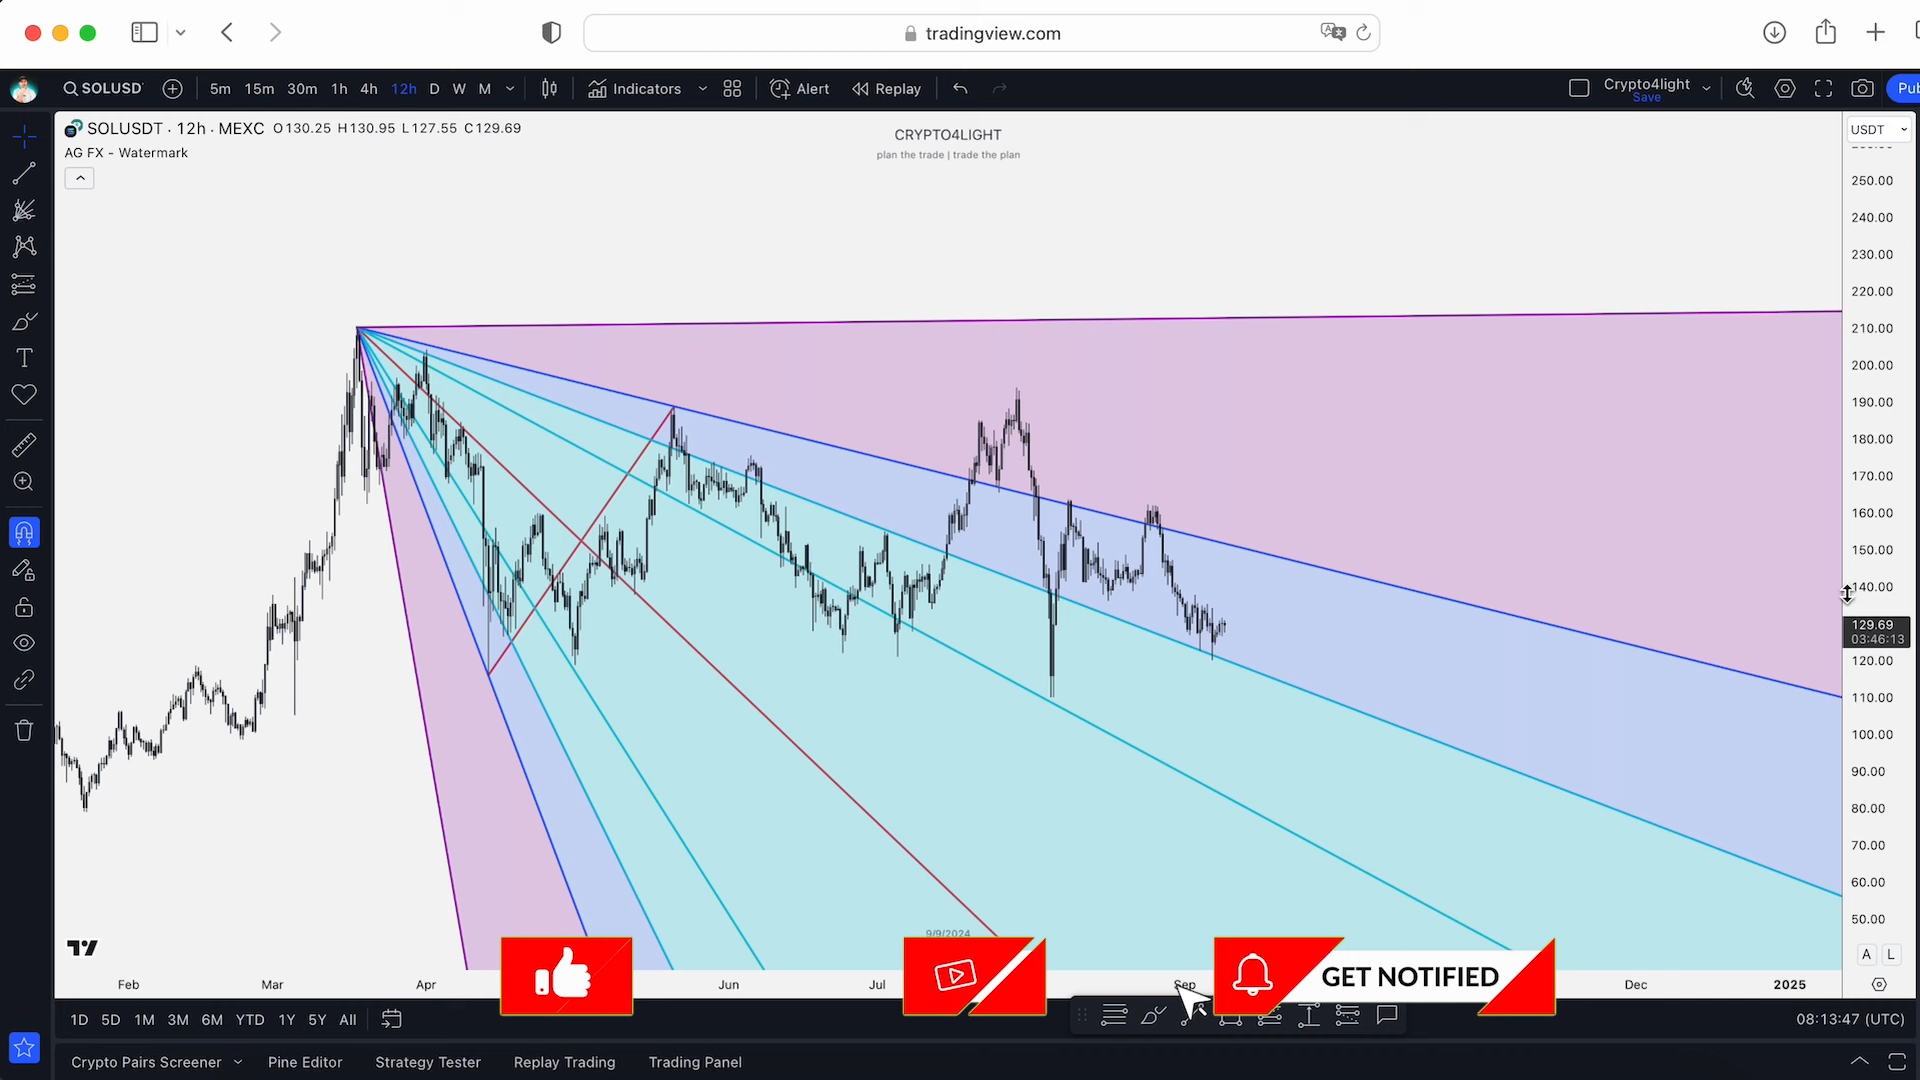 tradingview.com
SOLUSD
5m 15m 30m 1h 4h 12h D W M
Indicators
Alert
Replay
Crypto4light
Save
Pub
SOLUSDT · 12h · MEXC O130.25 H130.95 L127.55 C129.69
AG FX - Watermark
CRYPTO4LIGHT
plan the trade | trade the plan
USDT
250.00
240.00
230.00
220.00
210.00
200.00
190.00
180.00
170.00
160.00
150.00
140.00
129.69
03:46:13
120.00
110.00
100.00
90.00
80.00
70.00
60.00
50.00
A L
9/9/2024
Feb Mar Apr Jun Jul Sep Dec 2025
GET NOTIFIED
1D 5D 1M 3M 6M YTD 1Y 5Y All
08:13:47 (UTC)
Crypto Pairs Screener Pine Editor Strategy Tester Replay Trading Trading Panel